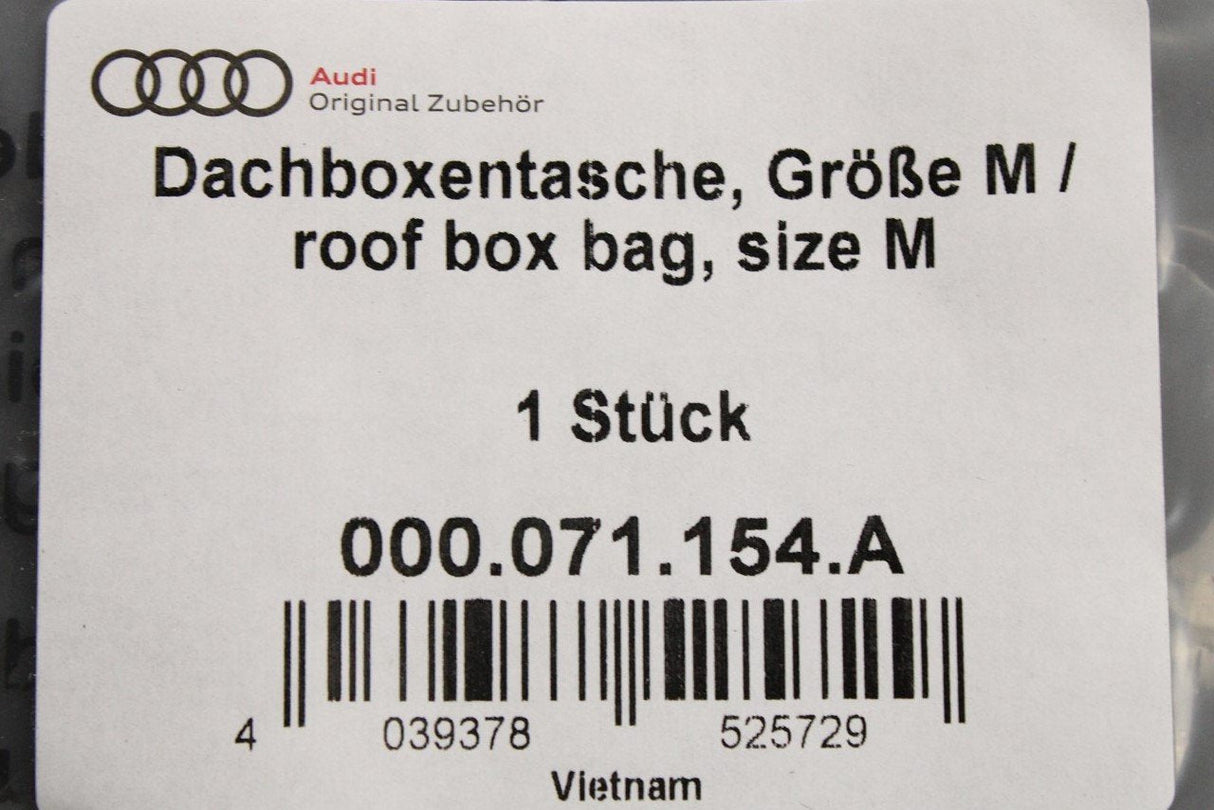 Audi
Original Zubehör
Dachboxentasche, Größe M /
roof box bag, size M
1 Stück
000.071.154.A
4 039378 525729
Vietnam